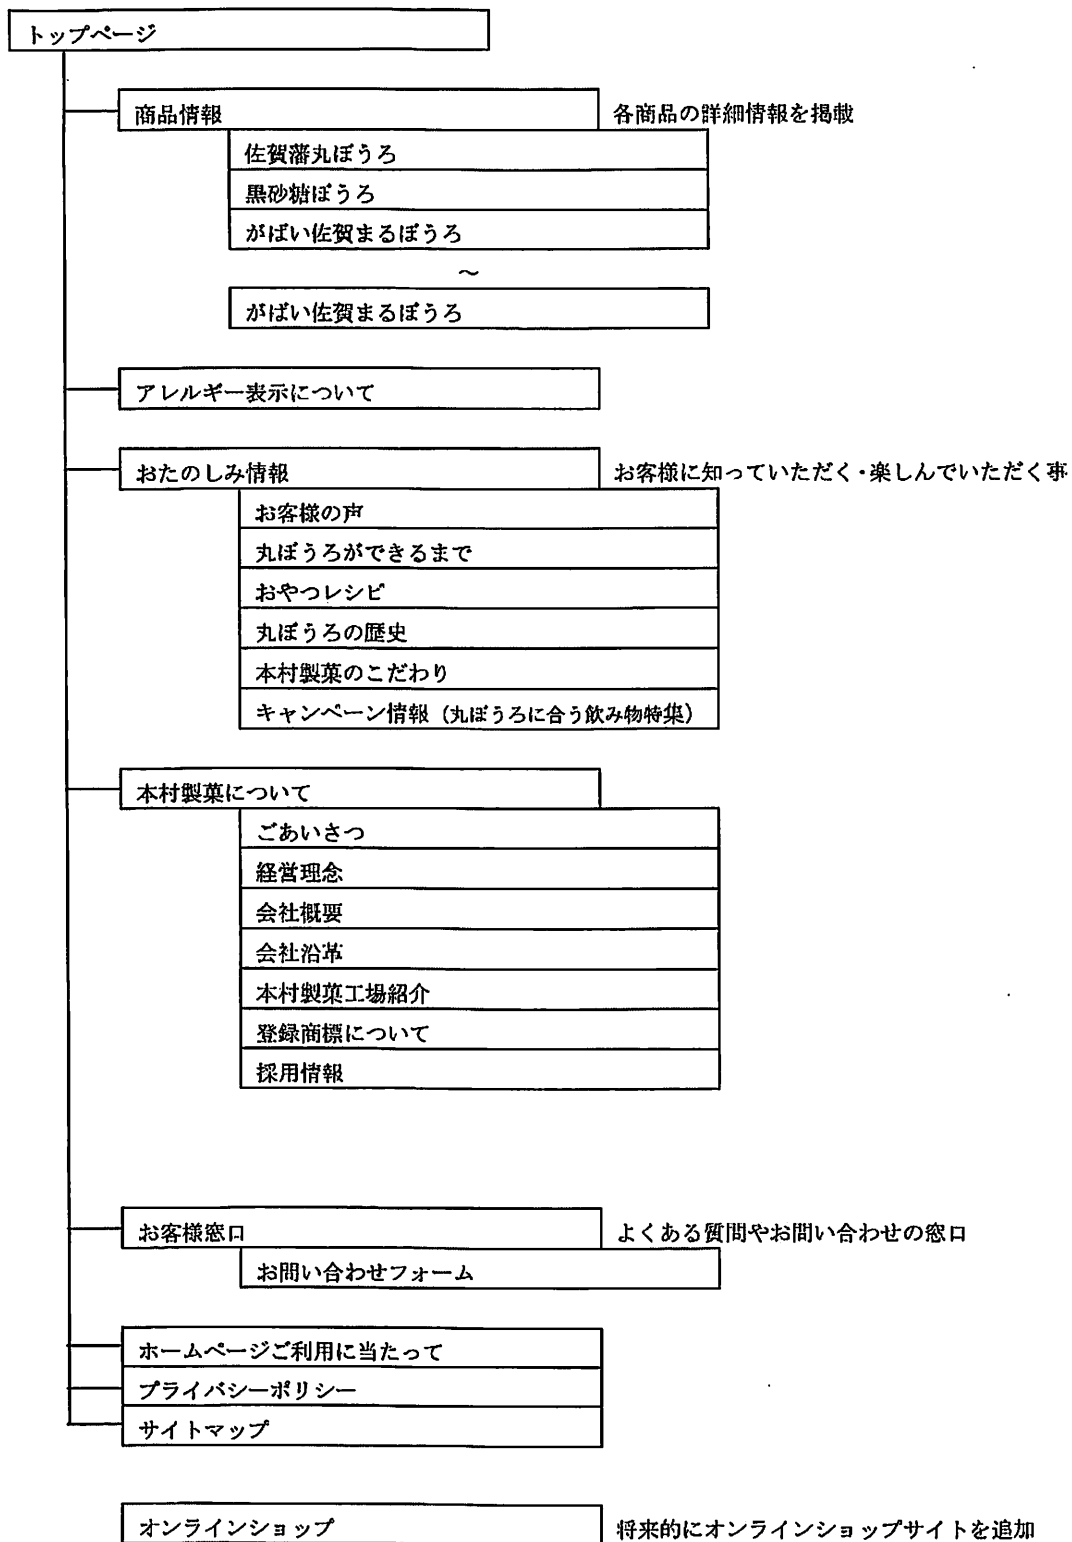 トップページ
商品情報 各商品の詳細情報を掲載
佐賀藩丸ぼうろ
黒砂糖ぼうろ
がばい佐賀まるぼうろ
～
がばい佐賀まるぼうろ
アレルギー表示について
おたのしみ情報 お客様に知っていただく・楽しんでいただく事
お客様の声
丸ぼうろができるまで
おやつレシピ
丸ぼうろの歴史
本村製菓のこだわり
キャンペーン情報（丸ぼうろに合う飲み物特集）
本村製菓について
ごあいさつ
経営理念
会社概要
会社沿革
本村製菓工場紹介
登録商標について
採用情報
お客様窓口 よくある質問やお問い合わせの窓口
お問い合わせフォーム
ホームページご利用に当たって
プライバシーポリシー
サイトマップ
オンラインショップ 将来的にオンラインショップサイトを追加